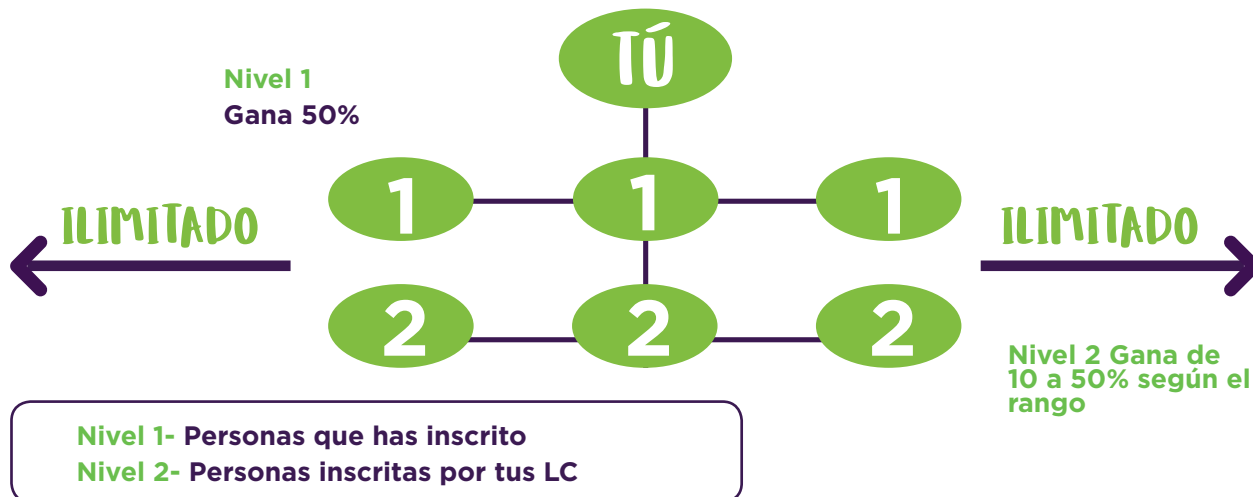 TÚ
Nivel 1
Gana 50%
1 1 1
ILIMITADO ILIMITADO
2 2 2
Nivel 2 Gana de
10 a 50% según el
rango
Nivel 1- Personas que has inscrito
Nivel 2- Personas inscritas por tus LC